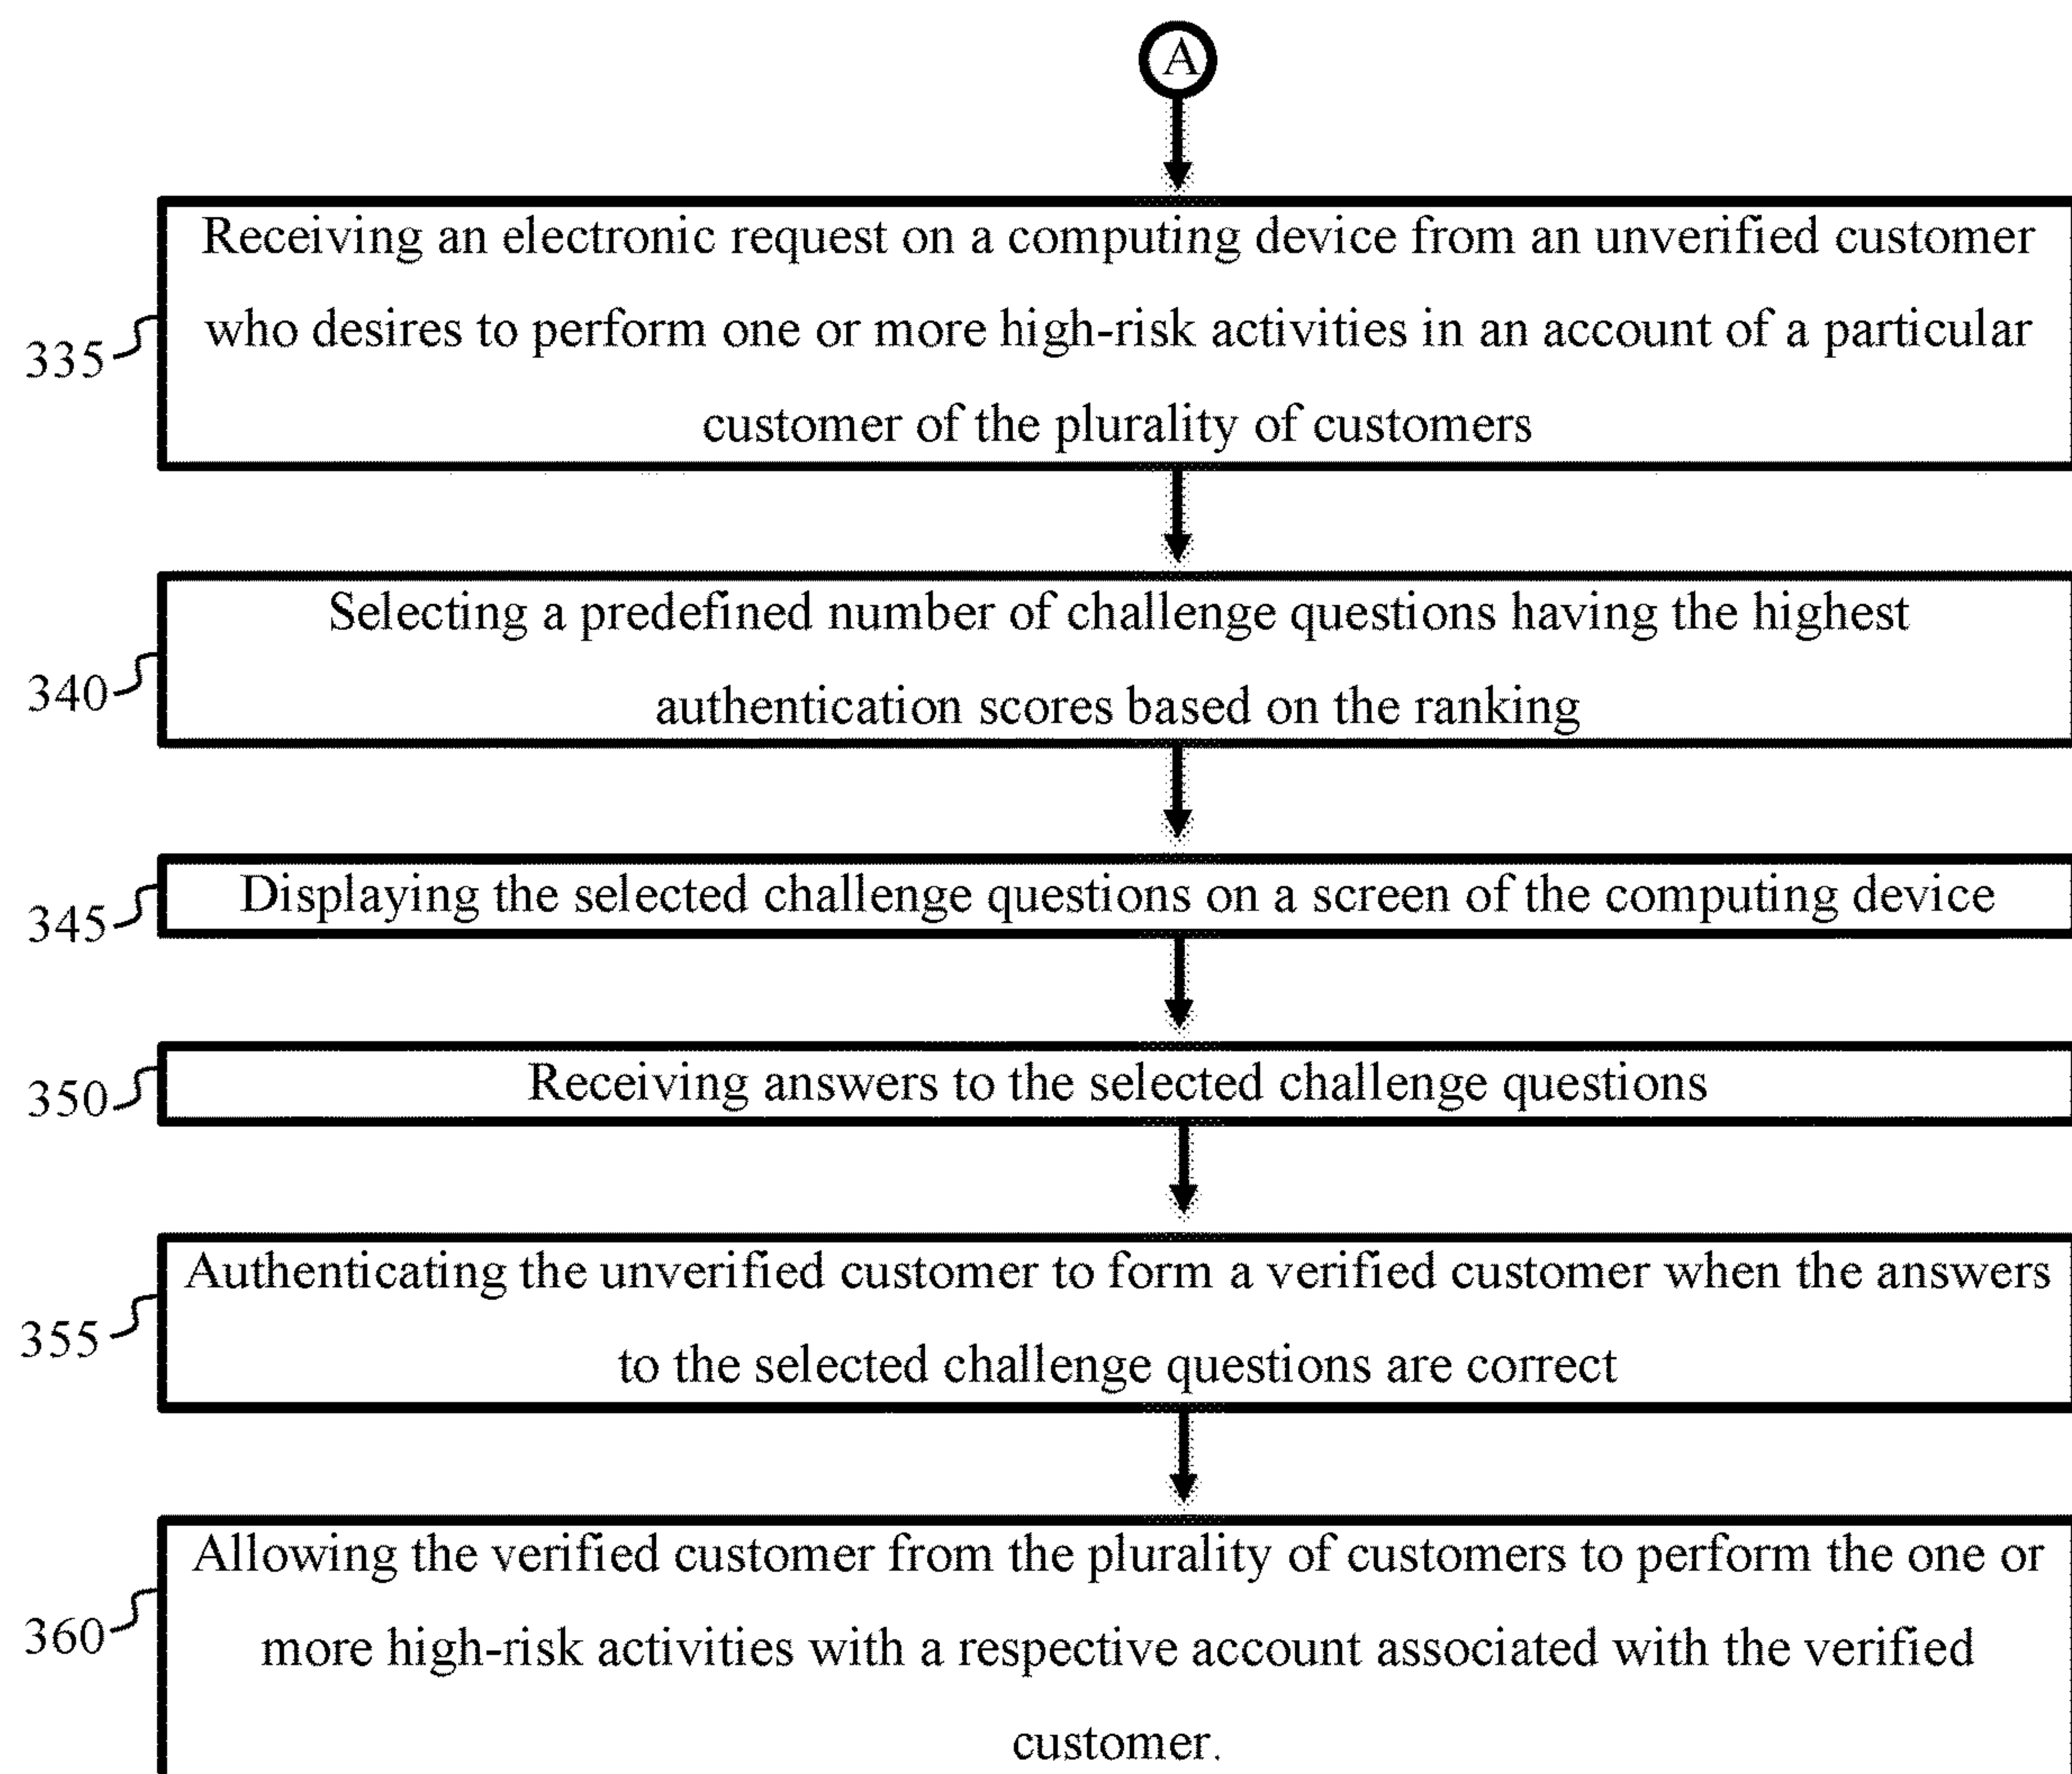 A
Receiving an electronic request on a computing device from an unverified customer
who desires to perform one or more high-risk activities in an account of a particular
335
customer of the plurality of customers
Selecting a predefined number of challenge questions having the highest
340
authentication scores based on the ranking
Displaying the selected challenge questions on a screen of the computing device
345
Receiving answers to the selected challenge questions
350
Authenticating the unverified customer to form a verified customer when the answers
355
to the selected challenge questions are correct
Allowing the verified customer from the plurality of customers to perform the one or
360
more high-risk activities with a respective account associated with the verified
customer.